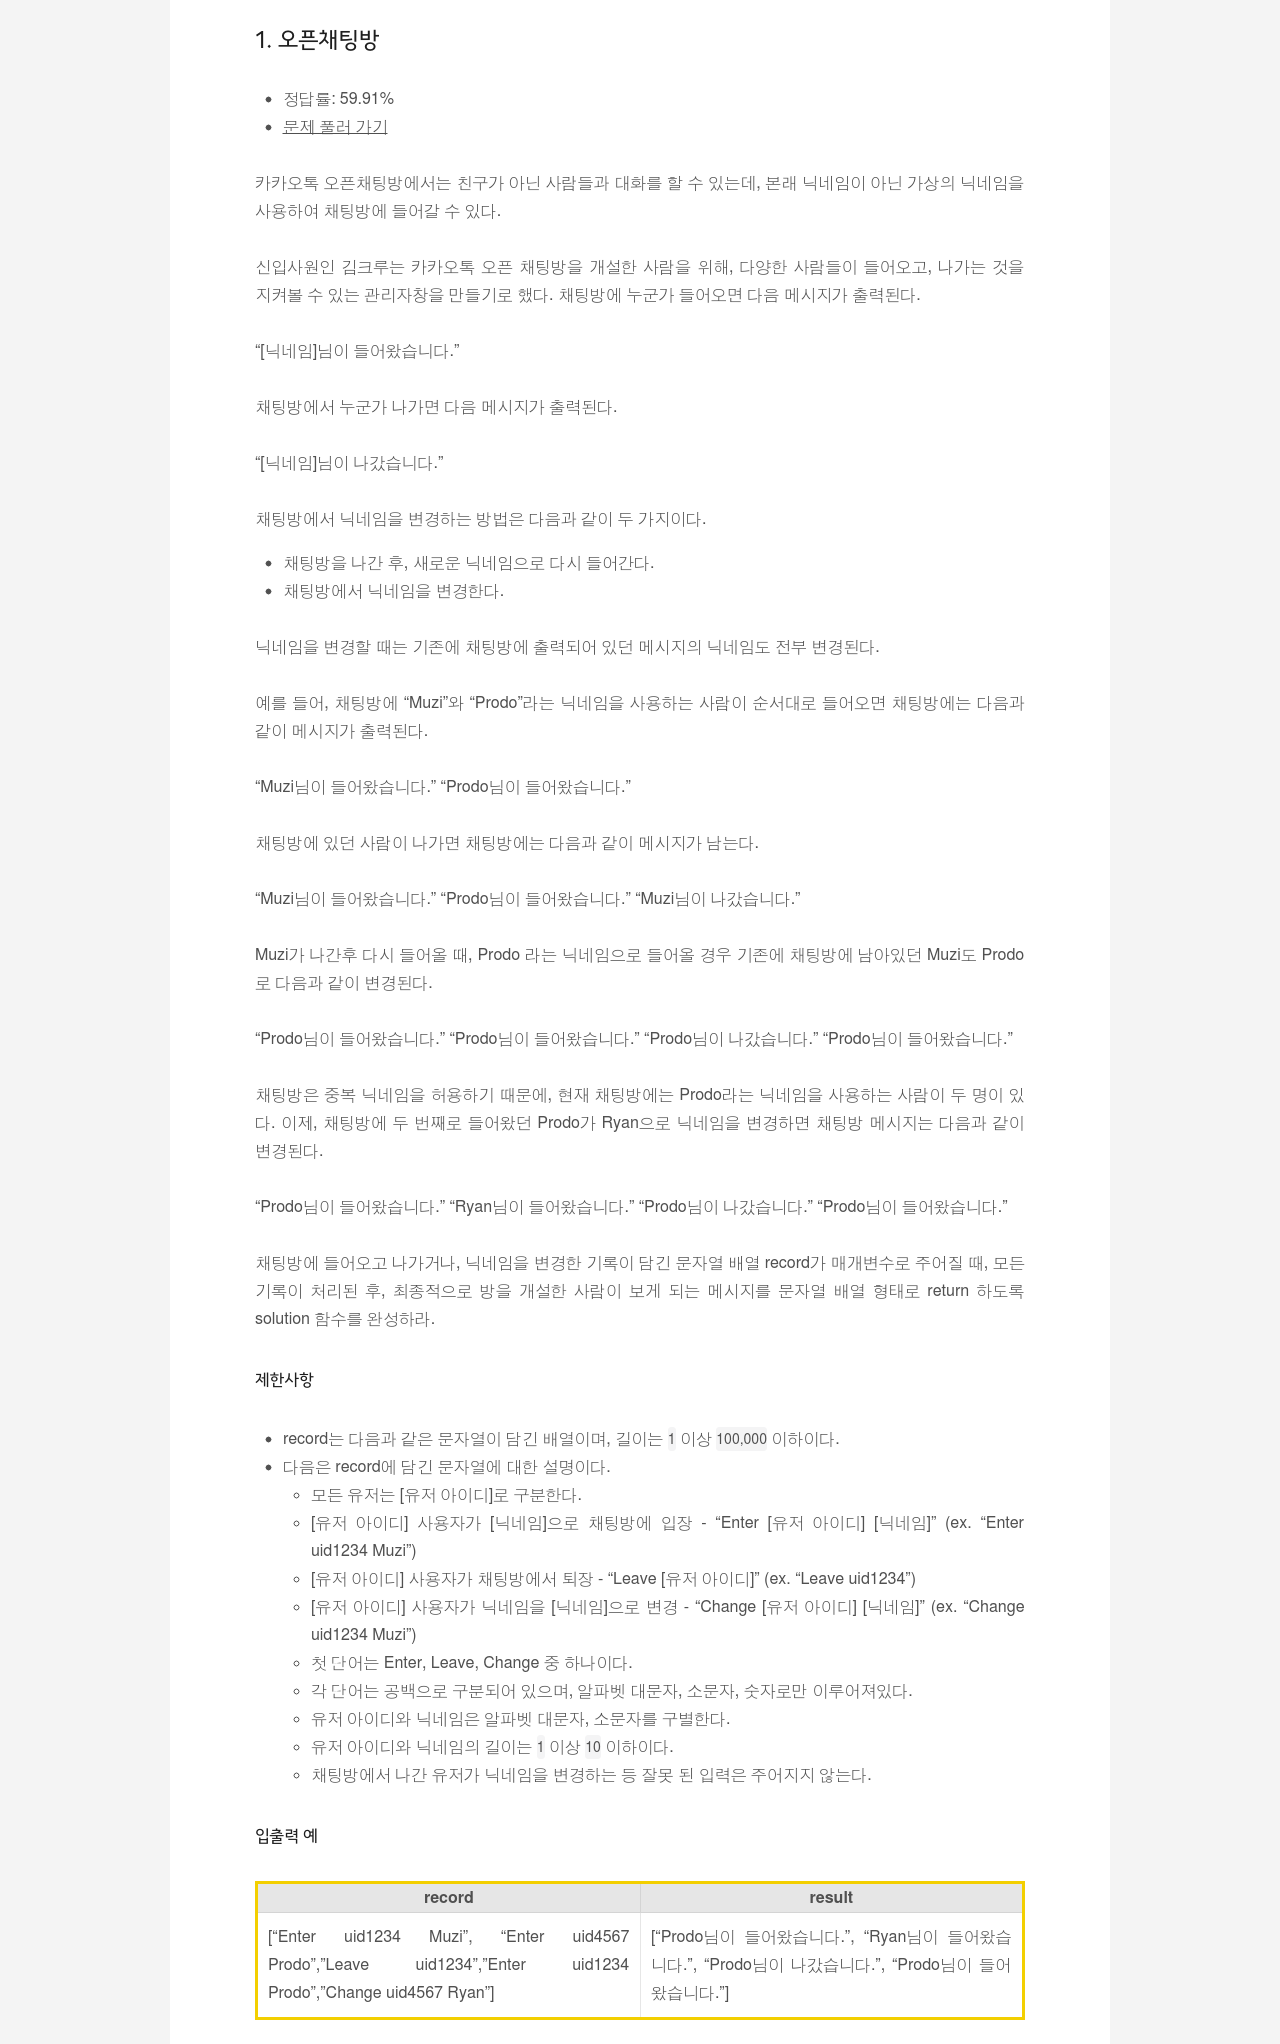 1. 오픈채팅방
정답률: 59.91%
문제 풀러 가기
카카오톡 오픈채팅방에서는 친구가 아닌 사람들과 대화를 할 수 있는데, 본래 닉네임이 아닌 가상의 닉네임을
사용하여 채팅방에 들어갈 수 있다.
신입사원인 김크루는 카카오톡 오픈 채팅방을 개설한 사람을 위해, 다양한 사람들이 들어오고, 나가는 것을
지켜볼 수 있는 관리자창을 만들기로 했다. 채팅방에 누군가 들어오면 다음 메시지가 출력된다.
“[닉네임]님이 들어왔습니다.”
채팅방에서 누군가 나가면 다음 메시지가 출력된다.
“[닉네임]님이 나갔습니다.”
채팅방에서 닉네임을 변경하는 방법은 다음과 같이 두 가지이다.
채팅방을 나간 후, 새로운 닉네임으로 다시 들어간다.
채팅방에서 닉네임을 변경한다.
닉네임을 변경할 때는 기존에 채팅방에 출력되어 있던 메시지의 닉네임도 전부 변경된다.
예를 들어, 채팅방에 “Muzi”와 “Prodo”라는 닉네임을 사용하는 사람이 순서대로 들어오면 채팅방에는 다음과
같이 메시지가 출력된다.
“Muzi님이 들어왔습니다.” “Prodo님이 들어왔습니다.”
채팅방에 있던 사람이 나가면 채팅방에는 다음과 같이 메시지가 남는다.
“Muzi님이 들어왔습니다.” “Prodo님이 들어왔습니다.” “Muzi님이 나갔습니다.”
Muzi가 나간후 다시 들어올 때, Prodo 라는 닉네임으로 들어올 경우 기존에 채팅방에 남아있던 Muzi도 Prodo
로 다음과 같이 변경된다.
“Prodo님이 들어왔습니다.” “Prodo님이 들어왔습니다.” “Prodo님이 나갔습니다.” “Prodo님이 들어왔습니다.”
채팅방은 중복 닉네임을 허용하기 때문에, 현재 채팅방에는 Prodo라는 닉네임을 사용하는 사람이 두 명이 있
다. 이제, 채팅방에 두 번째로 들어왔던 Prodo가 Ryan으로 닉네임을 변경하면 채팅방 메시지는 다음과 같이
변경된다.
“Prodo님이 들어왔습니다.” “Ryan님이 들어왔습니다.” “Prodo님이 나갔습니다.” “Prodo님이 들어왔습니다.”
채팅방에 들어오고 나가거나, 닉네임을 변경한 기록이 담긴 문자열 배열 record가 매개변수로 주어질 때, 모든
기록이 처리된 후, 최종적으로 방을 개설한 사람이 보게 되는 메시지를 문자열 배열 형태로 return 하도록
solution 함수를 완성하라.
제한사항
record는 다음과 같은 문자열이 담긴 배열이며, 길이는 1 이상 100,000 이하이다.
다음은 record에 담긴 문자열에 대한 설명이다.
모든 유저는 [유저 아이디]로 구분한다.
[유저 아이디] 사용자가 [닉네임]으로 채팅방에 입장 - “Enter [유저 아이디] [닉네임]” (ex. “Enter
uid1234 Muzi”)
[유저 아이디] 사용자가 채팅방에서 퇴장 - “Leave [유저 아이디]” (ex. “Leave uid1234”)
[유저 아이디] 사용자가 닉네임을 [닉네임]으로 변경 - “Change [유저 아이디] [닉네임]” (ex. “Change
uid1234 Muzi”)
첫 단어는 Enter, Leave, Change 중 하나이다.
각 단어는 공백으로 구분되어 있으며, 알파벳 대문자, 소문자, 숫자로만 이루어져있다.
유저 아이디와 닉네임은 알파벳 대문자, 소문자를 구별한다.
유저 아이디와 닉네임의 길이는 1 이상 10 이하이다.
채팅방에서 나간 유저가 닉네임을 변경하는 등 잘못 된 입력은 주어지지 않는다.
입출력 예
record
result
[“Enter uid1234 Muzi”, “Enter uid4567
Prodo”,”Leave uid1234”,”Enter uid1234
Prodo”,”Change uid4567 Ryan”]
[“Prodo님이 들어왔습니다.”, “Ryan님이 들어왔습
니다.”, “Prodo님이 나갔습니다.”, “Prodo님이 들어
왔습니다.”]